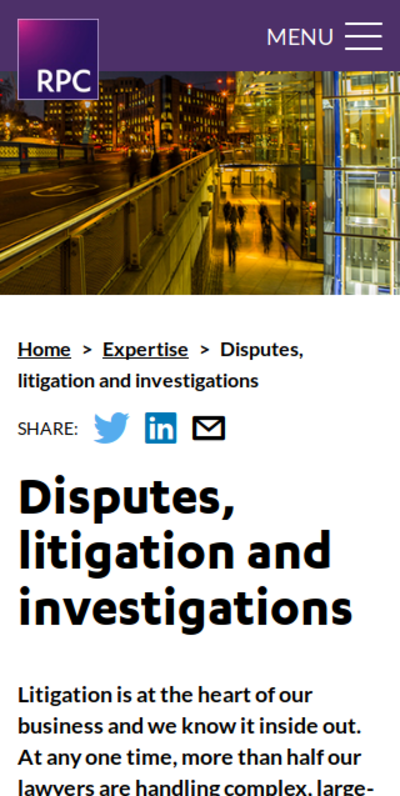 MENU
RPC
Home > Expertise > Disputes,
litigation and investigations
SHARE:
Disputes,
litigation and
investigations
Litigation is at the heart of our
business and we know it inside out.
At any one time, more than half our
lawyers are handling complex, large-